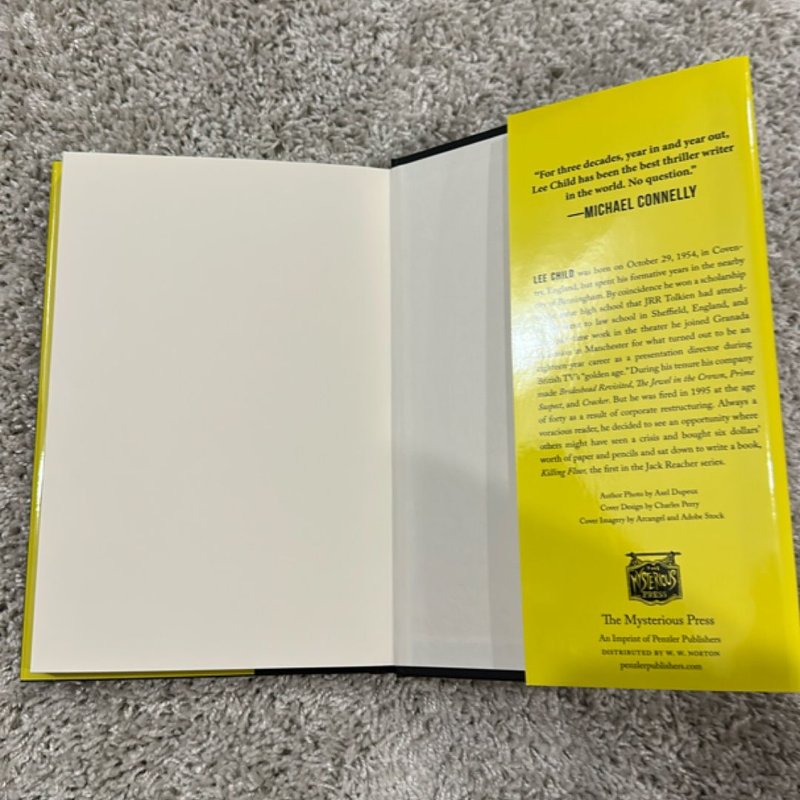 “For three decades, year in and year out,
Lee Child has been the best thriller writer
in the world. No question.”
—MICHAEL CONNELLY
LEE CHILD was born on October 29, 1954, in Coven-
try, England, but spent his formative years in the nearby
city of Birmingham. By coincidence he won a scholarship
to the same high school that JRR Tolkien had attend-
to law school in Sheffield, England, and
time work in the theater he joined Granada
in Manchester for what turned out to be an
eighteen-year career as a presentation director during
British TV’s “golden age.” During his tenure his company
made Brideshead Revisited, The Jewel in the Crown, Prime
Suspect, and Cracker. But he was fired in 1995 at the age
of forty as a result of corporate restructuring. Always a
voracious reader, he decided to see an opportunity where
others might have seen a crisis and bought six dollars’
worth of paper and pencils and sat down to write a book,
Killing Floor, the first in the Jack Reacher series.
Author Photo by Axel Dupeux
Cover Design by Charles Perry
Cover Imagery by Arcangel and Adobe Stock
THE
MYSTERIOUS
PRESS
The Mysterious Press
An Imprint of Penzler Publishers
DISTRIBUTED BY W. W. NORTON
penzlerpublishers.com